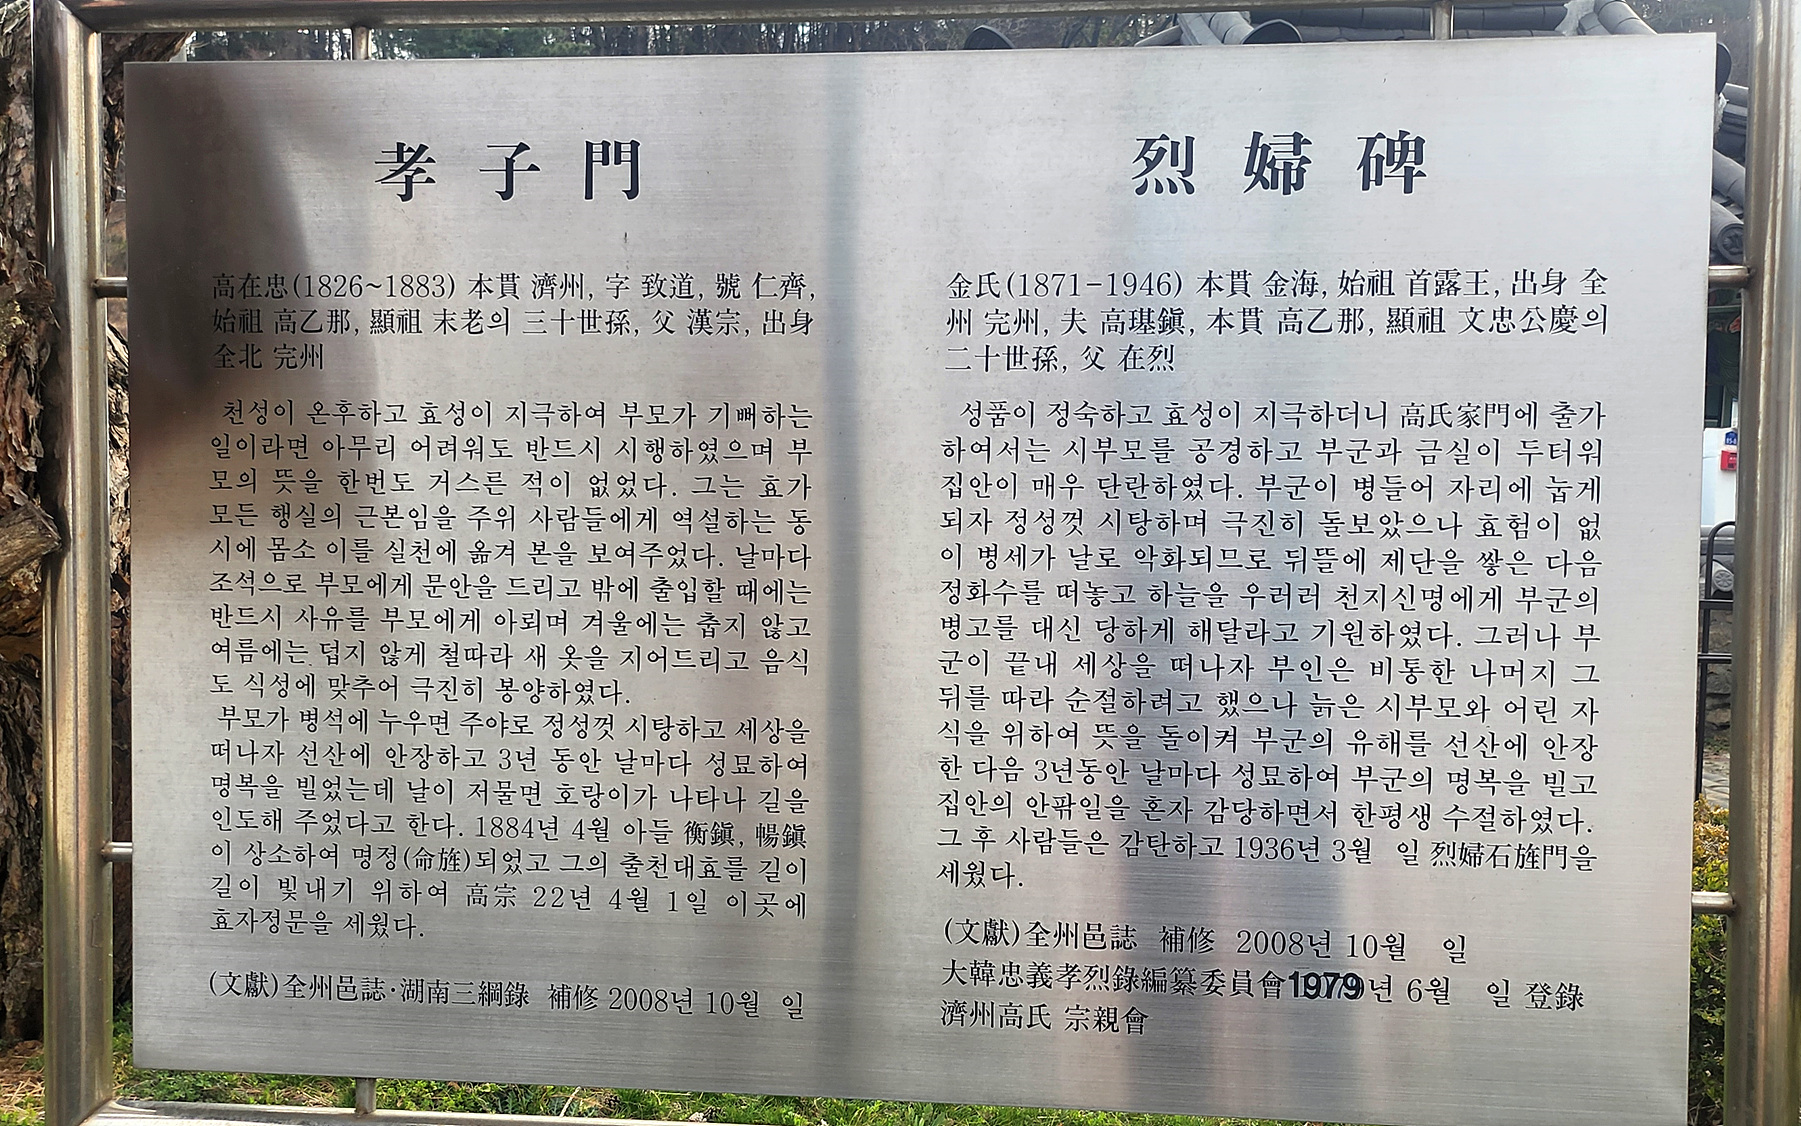 孝子門
高在忠(1826~1883) 本貫 濟州, 字 致道, 號 仁齊,
始祖 高乙那, 顯祖 末老의 三十世孫, 父 漢宗, 出身
全北 完州
천성이 온후하고 효성이 지극하여 부모가 기뻐하는
일이라면 아무리 어려워도 반드시 시행하였으며 부
모의 뜻을 한번도 거스른 적이 없었다. 그는 효가
모든 행실의 근본임을 주위 사람들에게 역설하는 동
시에 몸소 이를 실천에 옮겨 본을 보여주었다. 날마다
조석으로 부모에게 문안을 드리고 밖에 출입할 때에는
반드시 사유를 부모에게 아뢰며 겨울에는 춥지 않고
여름에는 덥지 않게 철따라 새 옷을 지어드리고 음식
도 식성에 맞추어 극진히 봉양하였다.
부모가 병석에 누우면 주야로 정성껏 시탕하고 세상을
떠나자 선산에 안장하고 3년 동안 날마다 성묘하여
명복을 빌었는데 날이 저물면 호랑이가 나타나 길을
인도해 주었다고 한다. 1884년 4월 아들 衡鎭, 暢鎭
이 상소하여 명정(命旌)되었고 그의 출천대효를 길이
길이 빛내기 위하여 高宗 22년 4월 1일 이곳에
효자정문을 세웠다.
(文獻)全州邑誌·湖南三綱錄 補修 2008년 10월 일
烈婦碑
金氏(1871-1946) 本貫 金海, 始祖 首露王, 出身 全
州 完州, 夫 高璂鎭, 本貫 高乙那, 顯祖 文忠公慶의
二十世孫, 父 在烈
성품이 정숙하고 효성이 지극하더니 高氏家門에 출가
하여서는 시부모를 공경하고 부군과 금실이 두터워
집안이 매우 단란하였다. 부군이 병들어 자리에 눕게
되자 정성껏 시탕하며 극진히 돌보았으나 효험이 없
이 병세가 날로 악화되므로 뒤뜰에 제단을 쌓은 다음
정화수를 떠놓고 하늘을 우러러 천지신명에게 부군의
병고를 대신 당하게 해달라고 기원하였다. 그러나 부
군이 끝내 세상을 떠나자 부인은 비통한 나머지 그
뒤를 따라 순절하려고 했으나 늙은 시부모와 어린 자
식을 위하여 뜻을 돌이켜 부군의 유해를 선산에 안장
한 다음 3년동안 날마다 성묘하여 부군의 명복을 빌고
집안의 안팎일을 혼자 감당하면서 한평생 수절하였다.
그 후 사람들은 감탄하고 1936년 3월 일 烈婦石旌門을
세웠다.
(文獻)全州邑誌 補修 2008년 10월 일
大韓忠義孝烈錄編纂委員會1979년 6월 일 登錄
濟州高氏 宗親會